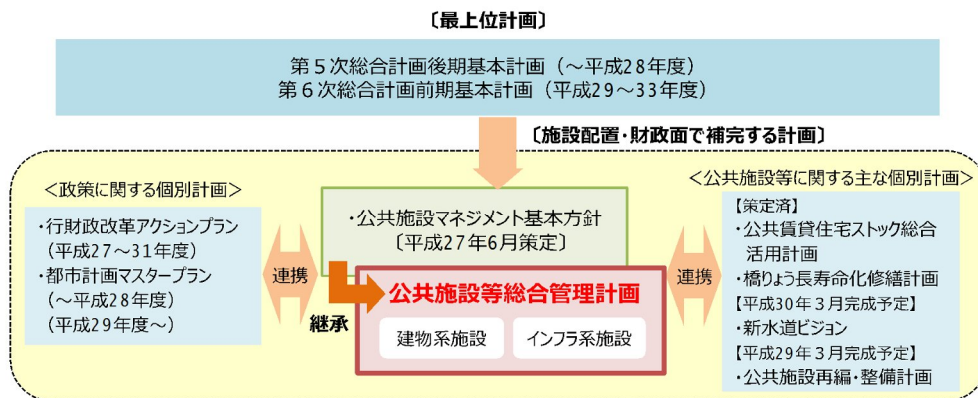 〔最上位計画〕
第５次総合計画後期基本計画（～平成28年度）
第６次総合計画前期基本計画（平成29～33年度）
〔施設配置・財政面で補完する計画〕
＜政策に関する個別計画＞
・行財政改革アクションプラン
（平成27～31年度）
・都市計画マスタープラン
（～平成28年度）
（平成29年度～）
連携
・公共施設マネジメント基本方針
〔平成27年６月策定〕
継承
公共施設等総合管理計画
建物系施設
インフラ系施設
連携
＜公共施設等に関する主な個別計画＞
【策定済】
・公共賃貸住宅ストック総合
活用計画
・橋りょう長寿命化修繕計画
【平成30年３月完成予定】
・新水道ビジョン
【平成29年３月完成予定】
・公共施設再編・整備計画